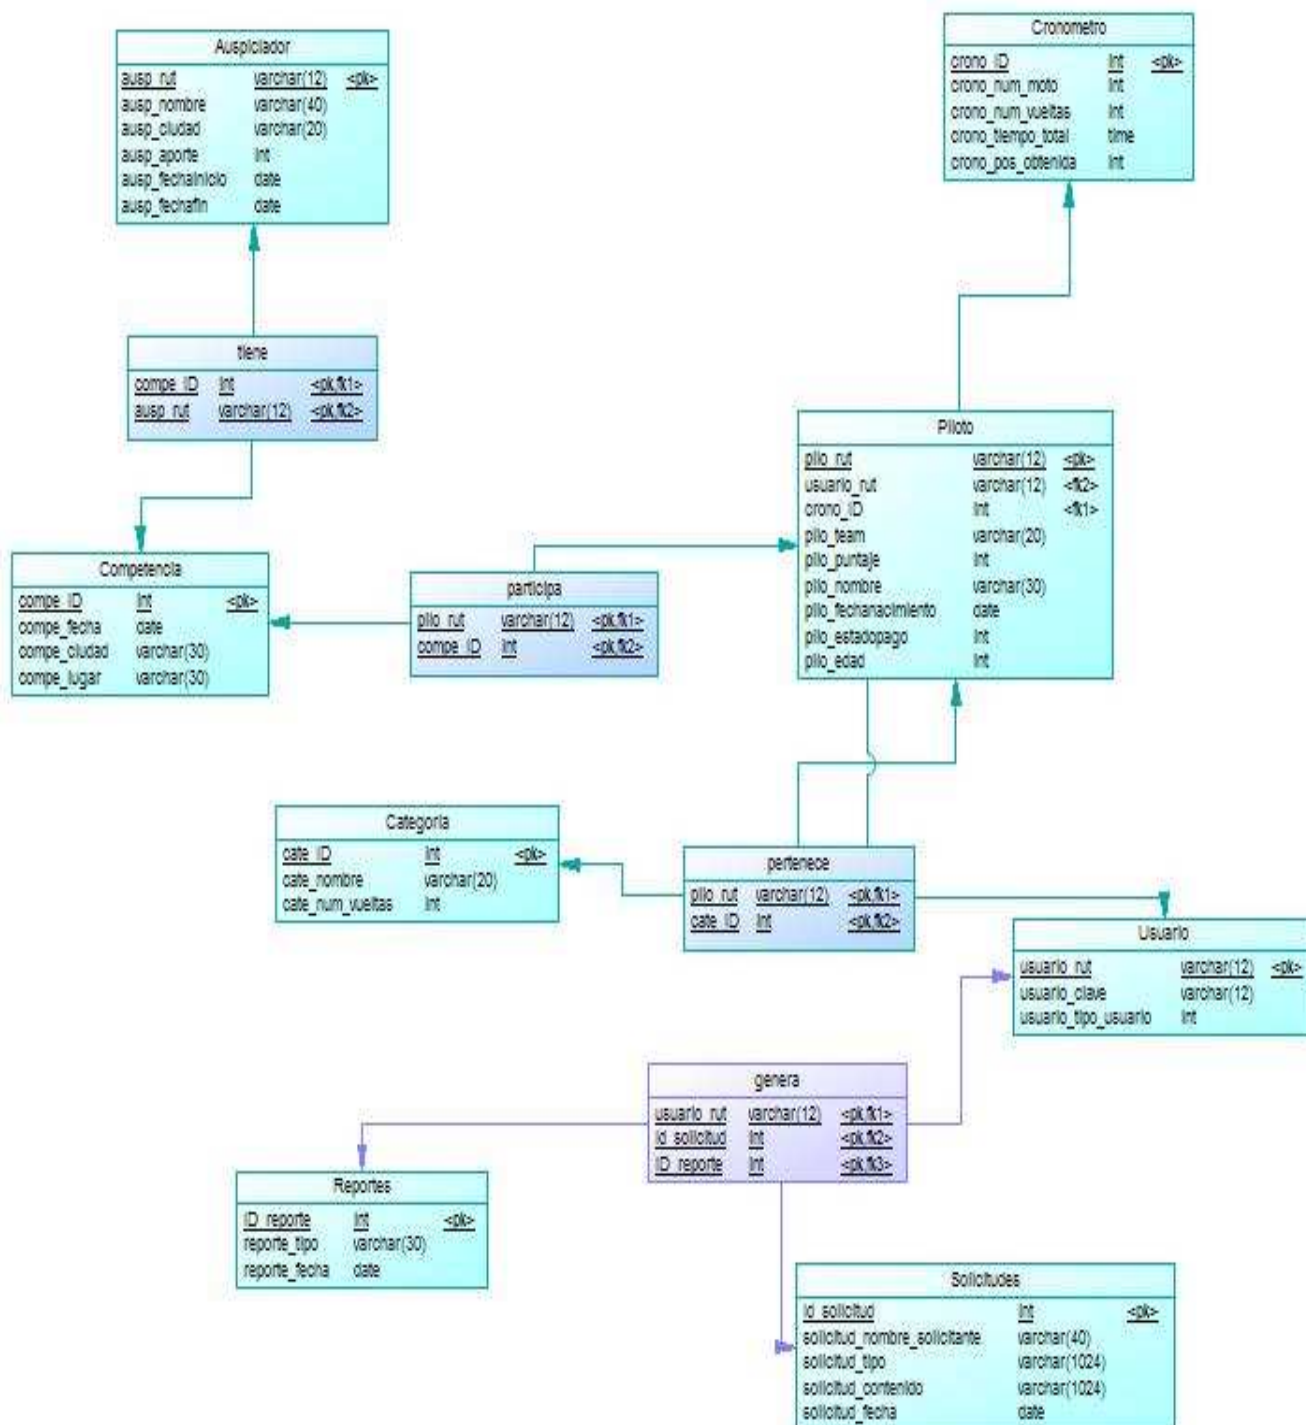 Auspiciador
ausp_rut varchar(12) <pk>
ausp_nombre varchar(40)
ausp_ciudad varchar(20)
ausp_aporte int
ausp_fechainicio date
ausp_fechafin date
Cronometro
crono_ID int <pk>
crono_num_moto int
crono_num_vueltas int
crono_tiempo_total time
crono_pos_obtenida int
tiene
compe_ID int <pk,fk1>
ausp_rut varchar(12) <pk,fk2>
Piloto
pilo_rut varchar(12) <pk>
usuario_rut varchar(12) <fk2>
crono_ID int <fk1>
pilo_team varchar(20)
pilo_puntaje int
pilo_nombre varchar(30)
pilo_fechanacimiento date
pilo_estadopago int
pilo_edad int
Competencia
compe_ID int <pk>
compe_fecha date
compe_ciudad varchar(30)
compe_lugar varchar(30)
participa
pilo_rut varchar(12) <pk,fk1>
compe_ID int <pk,fk2>
Categoria
cate_ID int <pk>
cate_nombre varchar(20)
cate_num_vueltas int
pertenece
pilo_rut varchar(12) <pk,fk1>
cate_ID int <pk,fk2>
Usuario
usuario_rut varchar(12) <pk>
usuario_clave varchar(12)
usuario_tipo_usuario int
genera
usuario_rut varchar(12) <pk,fk1>
id_solicitud int <pk,fk2>
ID_reporte int <pk,fk3>
Reportes
ID_reporte int <pk>
reporte_tipo varchar(30)
reporte_fecha date
Solicitudes
id_solicitud int <pk>
solicitud_nombre_solicitante varchar(40)
solicitud_tipo varchar(1024)
solicitud_contenido varchar(1024)
solicitud_fecha date